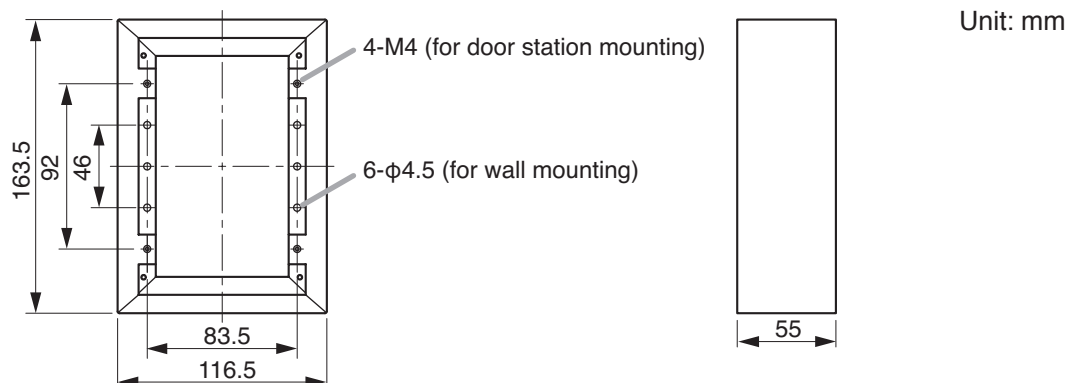 Unit: mm
4-M4 (for door station mounting)
163.5
92
46
6-φ4.5 (for wall mounting)
83.5
55
116.5